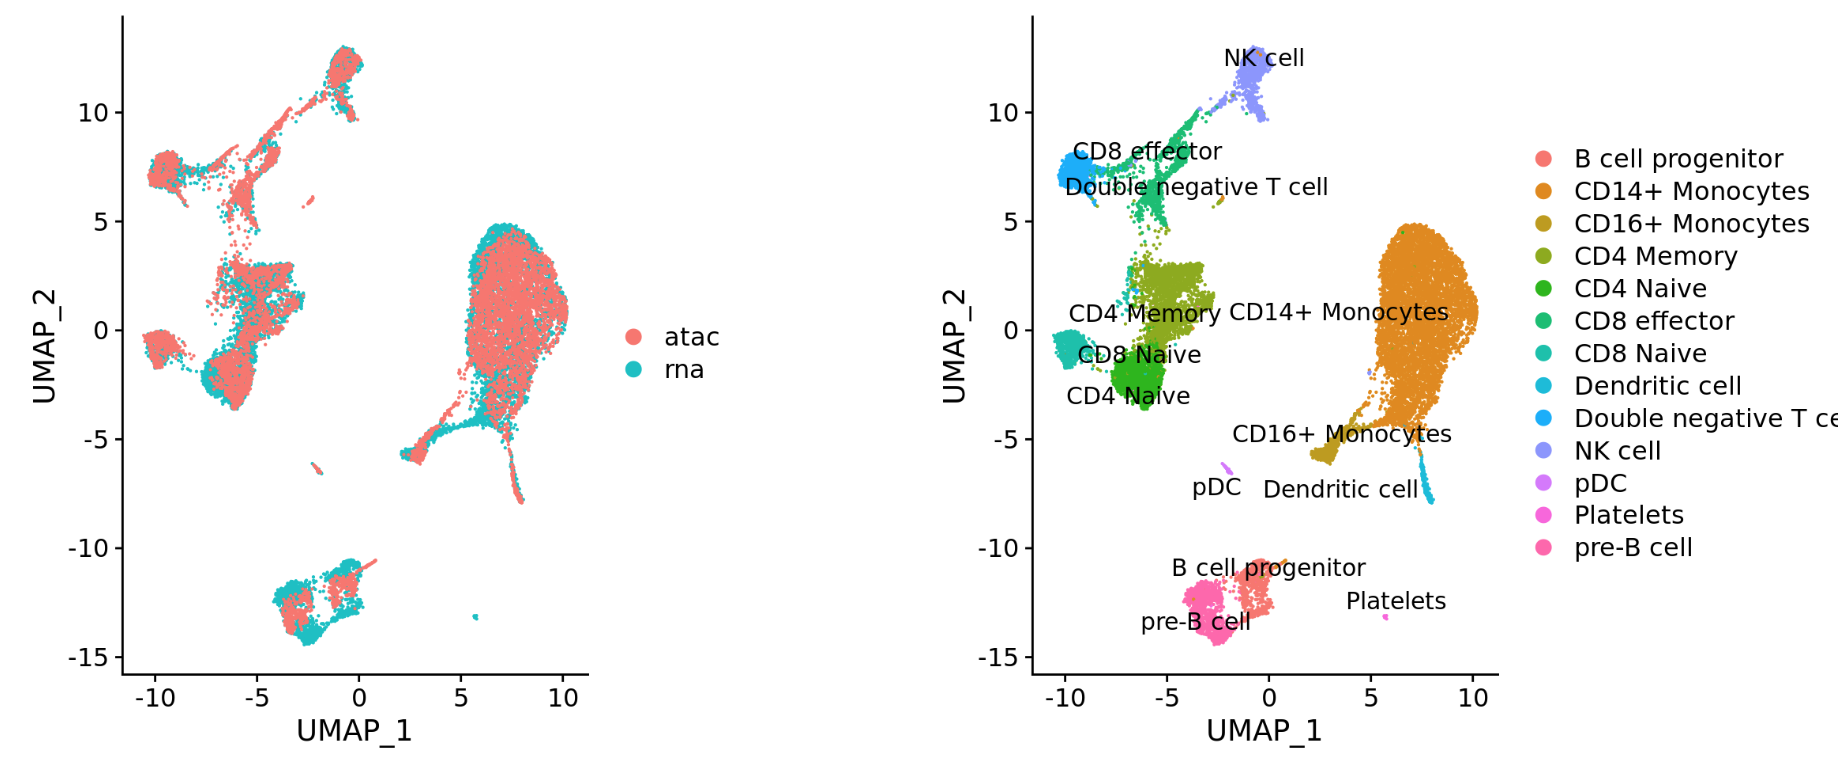 10
5
0
-5
-10
-15
UMAP_2
-10 -5 0 5 10
UMAP_1
atac
rna
10
5
0
-5
-10
-15
UMAP_2
-10 -5 0 5 10
UMAP_1
NK cell
CD8 effector
Double negative T cell
CD4 Memory
CD14+ Monocytes
CD8 Naive
CD4 Naive
CD16+ Monocytes
pDC
Dendritic cell
B cell progenitor
Platelets
pre-B cell
B cell progenitor
CD14+ Monocytes
CD16+ Monocytes
CD4 Memory
CD4 Naive
CD8 effector
CD8 Naive
Dendritic cell
Double negative T ce
NK cell
pDC
Platelets
pre-B cell